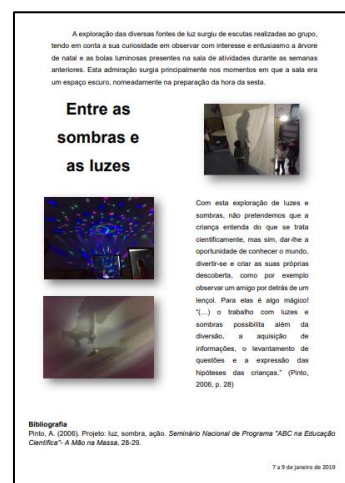 A exploração das diversas fontes de luz surgiu de escutas realizadas ao grupo,
tendo em conta a sua curiosidade em observar com interesse e entusiasmo a árvore
de natal e as bolas luminosas presentes na sala de atividades durante as semanas
anteriores. Esta admiração surgia principalmente nos momentos em que a sala era
um espaço escuro, nomeadamente na preparação da hora da sesta.
Entre as
sombras e
as luzes
Com esta exploração de luzes e
sombras, não pretendemos que a
criança entenda do que se trata
cientificamente, mas sim, dar-lhe a
oportunidade de conhecer o mundo,
divertir-se e criar as suas próprias
descoberta, como por exemplo
observar um amigo por detrás de um
lençol. Para elas é algo mágico!
"(...) o trabalho com luzes e
sombras possibilita além da
diversão, a aquisição de
informações, o levantamento de
questões e a expressão das
hipóteses das crianças." (Pinto,
2006, p. 28)
Bibliografia
Pinto, A. (2006). Projeto: luz, sombra, ação. Seminário Nacional de Programa "ABC na Educação
Científica"- A Mão na Massa, 28-29.
7 a 9 de janeiro de 2019